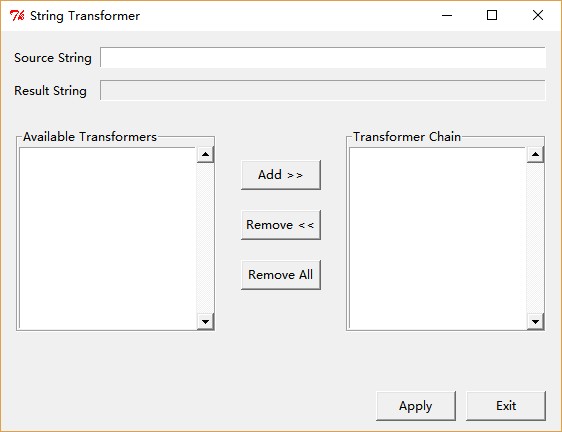 String Transformer
Source String
Result String
Available Transformers
Transformer Chain
Add >>
Remove <<
Remove All
Apply
Exit